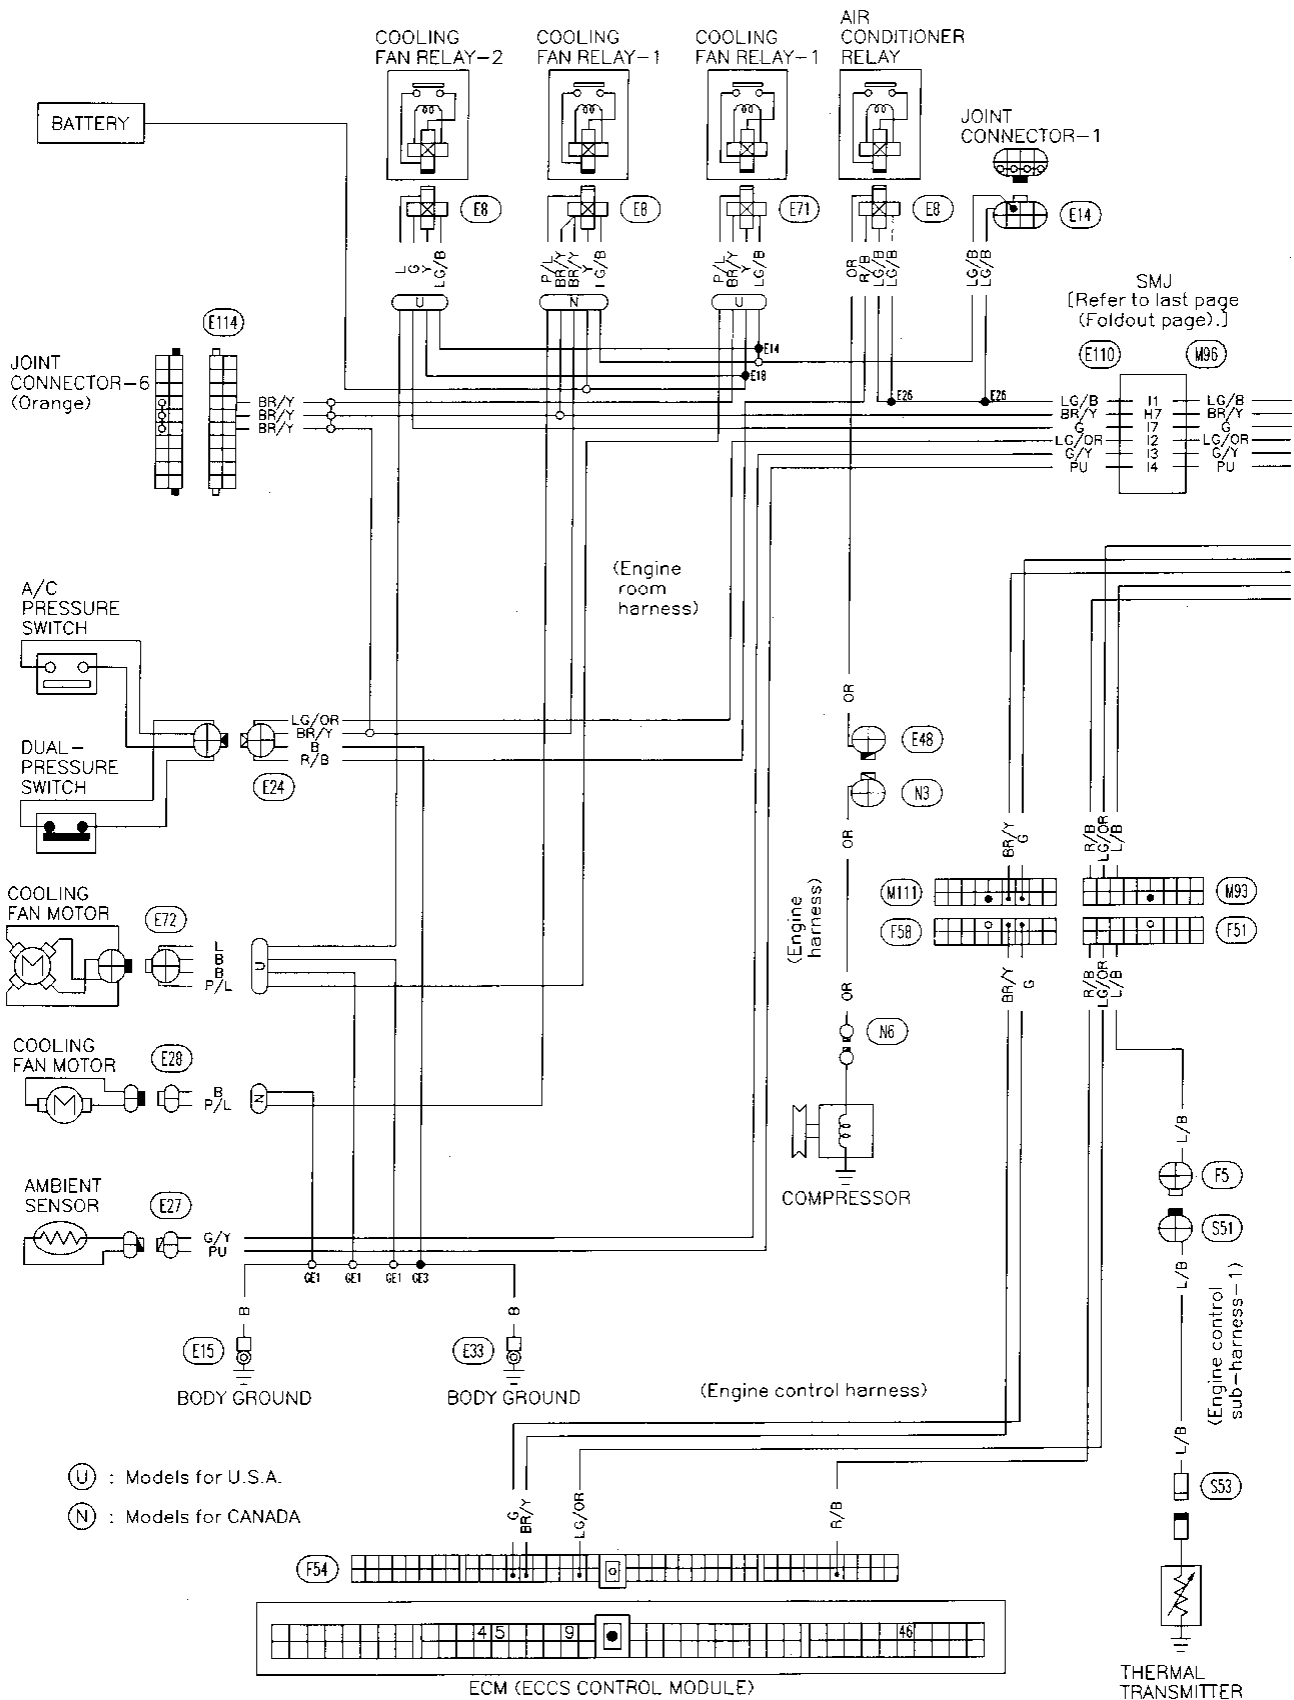 COOLING
FAN RELAY-2
COOLING
FAN RELAY-1
COOLING
FAN RELAY-1
AIR
CONDITIONER
RELAY
BATTERY
JOINT
CONNECTOR-1
E8
E8
E71
E8
E14
L
G
Y
LG/B
P/L
BR/Y
BR/Y
Y
LG/B
P/L
BR/Y
Y
LG/B
OR
R/B
LG/B
LG/B
LG/B
LG/B
U
N
U
SMJ
[Refer to last page
(Foldout page).]
E114
E110
M96
JOINT
CONNECTOR-6
(Orange)
E14
E18
E26
E26
BR/Y
BR/Y
BR/Y
LG/B I1 LG/B
BR/Y H7 BR/Y
G I7 G
LG/OR I2 LG/OR
G/Y I3 G/Y
PU I4 PU
(Engine
room
harness)
A/C
PRESSURE
SWITCH
OR
LG/OR
BR/Y
B
R/B
E24
E48
N3
DUAL-
PRESSURE
SWITCH
OR
BR/Y
G
R/B
LG/OR
L/B
M111
M93
F58
F51
(Engine
harness)
COOLING
FAN MOTOR
E72
M
L
B
B
P/L
U
OR
BR/Y
G
R/B
LG/OR
L/B
N6
COOLING
FAN MOTOR
E28
M
B
P/L
N
COMPRESSOR
L/B
F5
S51
AMBIENT
SENSOR
E27
G/Y
PU
GE1
GE1
GE1
GE3
B
B
E15
E33
BODY GROUND
BODY GROUND
L/B
(Engine control
sub-harness-1)
L/B
(Engine control harness)
U : Models for U.S.A.
N : Models for CANADA
G
BR/Y
LG/OR
R/B
S53
F54
4 5 9 46
ECM (ECCS CONTROL MODULE)
THERMAL
TRANSMITTER